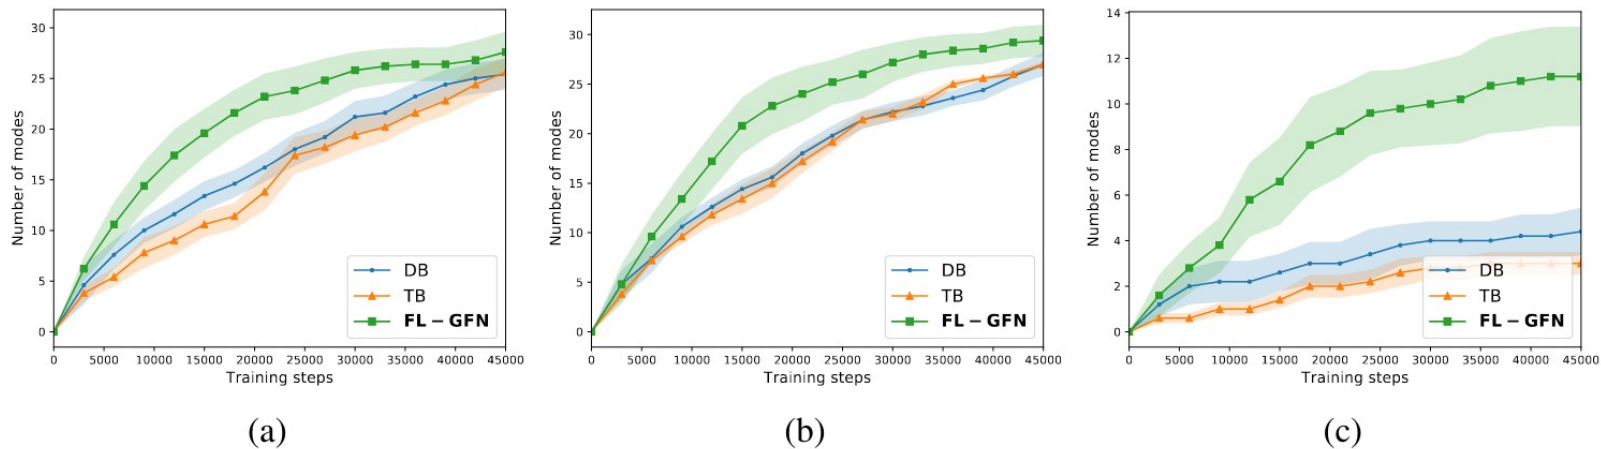 30
25
20
15
10
5
0
Number of modes
0 5000 10000 15000 20000 25000 30000 35000 40000 45000
Training steps
DB
TB
FL – GFN
(a)
30
25
20
15
10
5
0
Number of modes
0 5000 10000 15000 20000 25000 30000 35000 40000 45000
Training steps
DB
TB
FL – GFN
(b)
14
12
10
8
6
4
2
0
Number of modes
0 5000 10000 15000 20000 25000 30000 35000 40000 45000
Training steps
DB
TB
FL – GFN
(c)